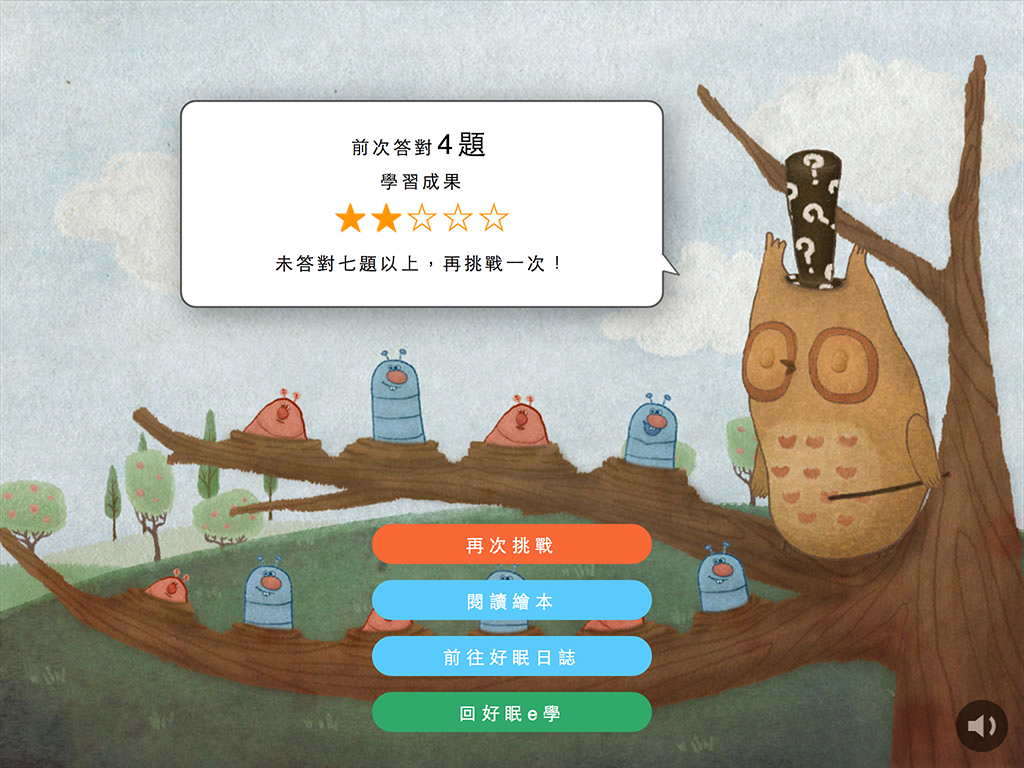 前次答對4題
學習成果
未答對七題以上，再挑戰一次！
再次挑戰
閱讀繪本
前往好眠日誌
回好眠e學